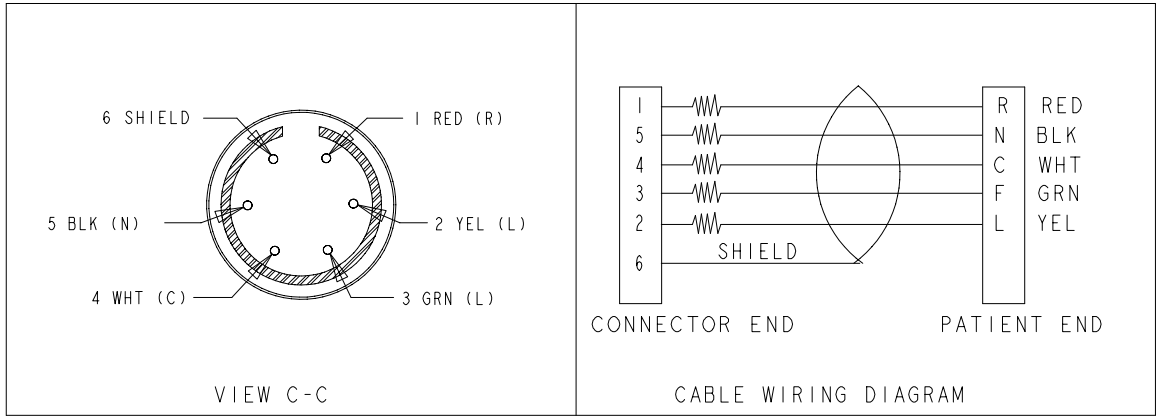 6 SHIELD
1 RED (R)
5 BLK (N)
2 YEL (L)
4 WHT (C)
3 GRN (L)
VIEW C-C
1 R RED
5 N BLK
4 C WHT
3 F GRN
2 L YEL
SHIELD
6
CONNECTOR END
PATIENT END
CABLE WIRING DIAGRAM